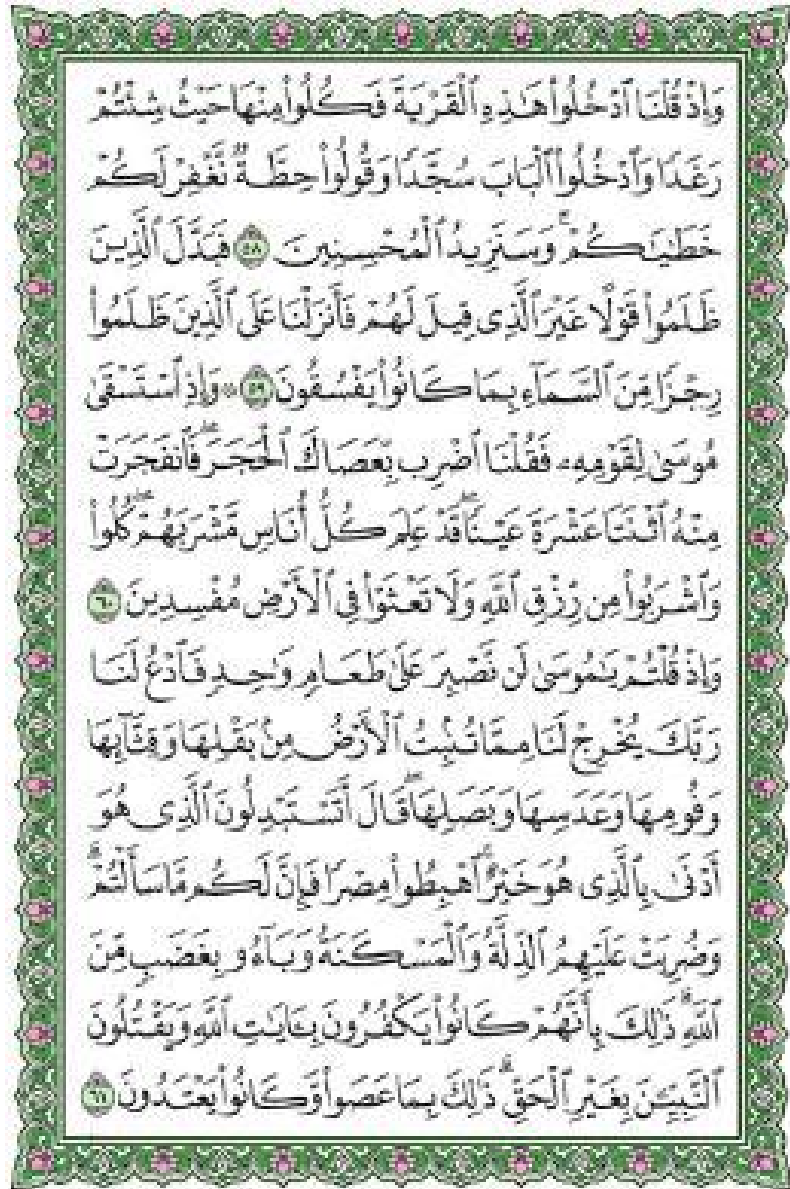 وَإِذْ قُلْنَا ٱدْخُلُوا۟ هَٰذِهِ ٱلْقَرْيَةَ فَكُلُوا۟ مِنْهَا حَيْثُ شِئْتُمْ
رَغَدًا وَٱدْخُلُوا۟ ٱلْبَابَ سُجَّدًا وَقُولُوا۟ حِطَّةٌ نَّغْفِرْ لَكُمْ
خَطَٰيَٰكُمْ ۚ وَسَنَزِيدُ ٱلْمُحْسِنِينَ ٥٨ فَبَدَّلَ ٱلَّذِينَ
ظَلَمُوا۟ قَوْلًا غَيْرَ ٱلَّذِى قِيلَ لَهُمْ فَأَنزَلْنَا عَلَى ٱلَّذِينَ ظَلَمُوا۟
رِجْزًا مِّنَ ٱلسَّمَآءِ بِمَا كَانُوا۟ يَفْسُقُونَ ٥٩ ۞ وَإِذِ ٱسْتَسْقَىٰ
مُوسَىٰ لِقَوْمِهِۦ فَقُلْنَا ٱضْرِب بِّعَصَاكَ ٱلْحَجَرَ ۖ فَٱنفَجَرَتْ
مِنْهُ ٱثْنَتَا عَشْرَةَ عَيْنًا ۖ قَدْ عَلِمَ كُلُّ أُنَاسٍ مَّشْرَبَهُمْ ۖ كُلُوا۟
وَٱشْرَبُوا۟ مِن رِّزْقِ ٱللَّهِ وَلَا تَعْثَوْا۟ فِى ٱلْأَرْضِ مُفْسِدِينَ ٦٠
وَإِذْ قُلْتُمْ يَٰمُوسَىٰ لَن نَّصْبِرَ عَلَىٰ طَعَامٍ وَٰحِدٍ فَٱدْعُ لَنَا
رَبَّكَ يُخْرِجْ لَنَا مِمَّا تُنۢبِتُ ٱلْأَرْضُ مِنۢ بَقْلِهَا وَقِثَّآئِهَا
وَفُومِهَا وَعَدَسِهَا وَبَصَلِهَا ۖ قَالَ أَتَسْتَبْدِلُونَ ٱلَّذِى هُوَ
أَدْنَىٰ بِٱلَّذِى هُوَ خَيْرٌ ۚ ٱهْبِطُوا۟ مِصْرًا فَإِنَّ لَكُم مَّا سَأَلْتُمْ ۗ
وَضُرِبَتْ عَلَيْهِمُ ٱلذِّلَّةُ وَٱلْمَسْكَنَةُ وَبَآءُو بِغَضَبٍ مِّنَ
ٱللَّهِ ۗ ذَٰلِكَ بِأَنَّهُمْ كَانُوا۟ يَكْفُرُونَ بِـَٔايَٰتِ ٱللَّهِ وَيَقْتُلُونَ
ٱلنَّبِيِّـۧنَ بِغَيْرِ ٱلْحَقِّ ۗ ذَٰلِكَ بِمَا عَصَوا۟ وَّكَانُوا۟ يَعْتَدُونَ ٦١